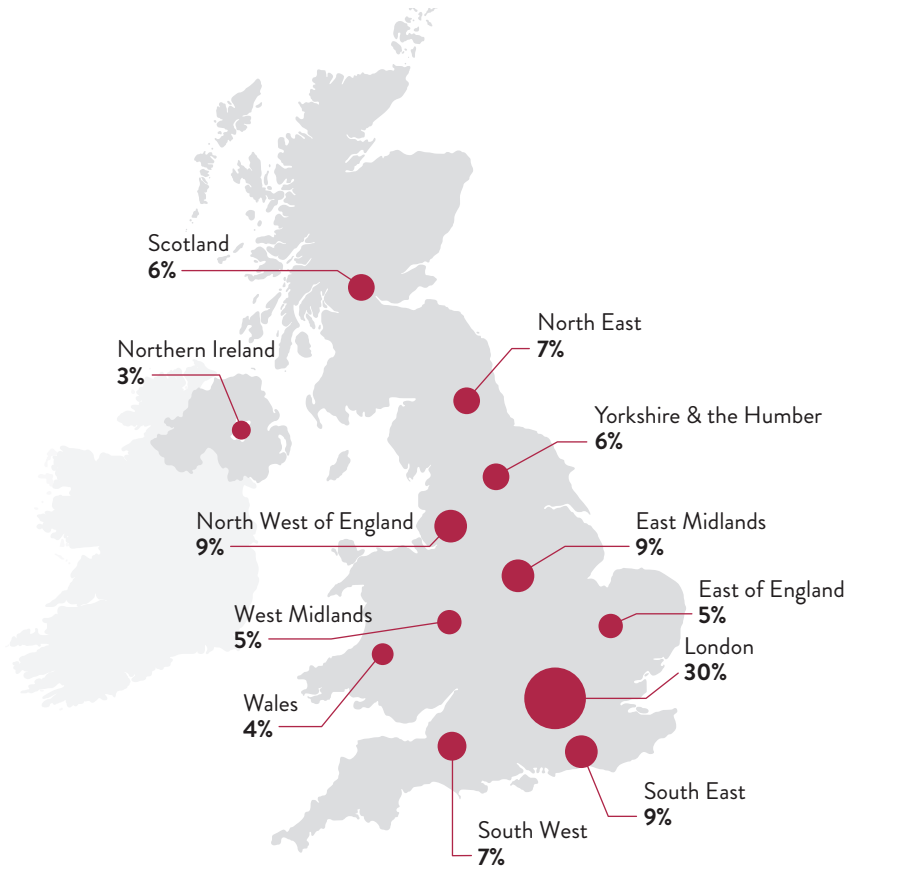 Scotland
6%
North East
7%
Northern Ireland
3%
Yorkshire & the Humber
6%
North West of England
9%
East Midlands
9%
East of England
5%
West Midlands
5%
London
30%
Wales
4%
South East
9%
South West
7%